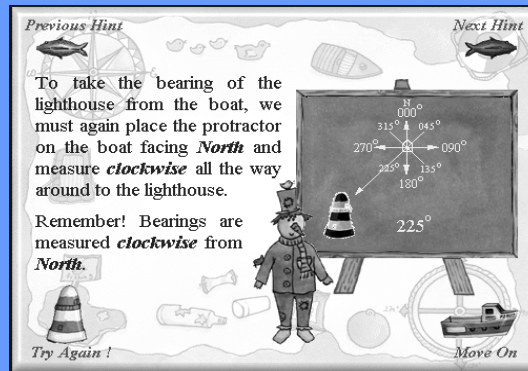 Previous Hint
Next Hint
To take the bearing of the
lighthouse from the boat, we
must again place the protractor
on the boat facing North and
measure clockwise all the way
around to the lighthouse.
Remember! Bearings are
measured clockwise from
North.
N
000°
315° 045°
270° 090°
225° 135°
180°
225°
Try Again !
Move On